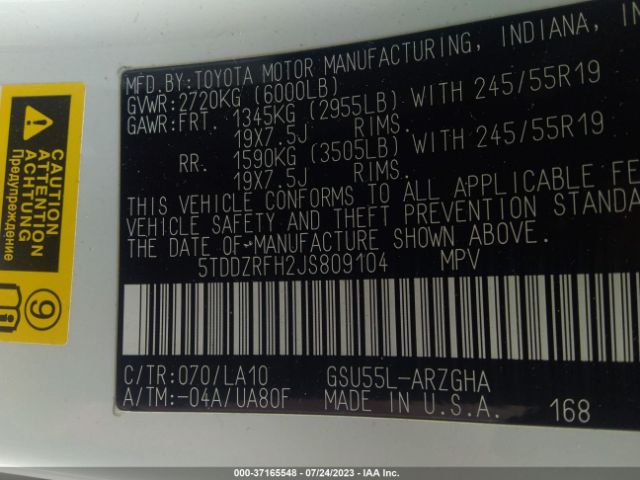 MFD.BY:TOYOTA MOTOR MANUFACTURING, INDIANA,
GVWR:2720KG (6000LB)
GAWR:FRT. 1345KG (2955LB) WITH 245/55R19
19X7.5J RIMS.
RR. 1590KG (3505LB) WITH 245/55R19
19X7.5J RIMS.
THIS VEHICLE CONFORMS TO ALL APPLICABLE FE
VEHICLE SAFETY AND THEFT PREVENTION STANDA
THE DATE OF MANUFACTURE SHOWN ABOVE.
5TDDZRFH2JS809104 MPV
C/TR:070/LA10 GSU55L-ARZGHA
A/TM:-04A/UA80F MADE IN U.S.A. 168
CAUTION
ATTENTION
ACHTUNG
Предупреждение
9
000-37165548 - 07/24/2023 - IAA Inc.